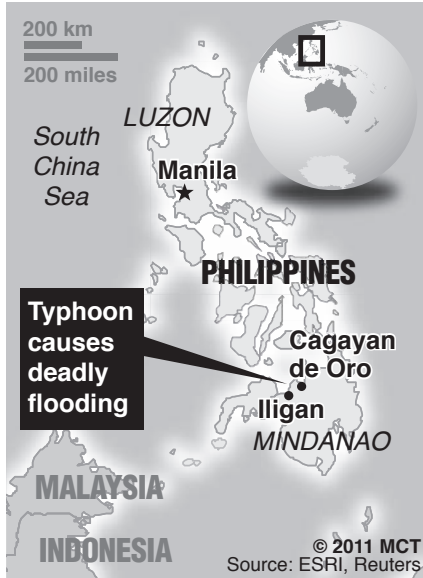 200 km
200 miles
LUZON
South
China
Sea
Manila
PHILIPPINES
Typhoon
causes
deadly
flooding
Cagayan
de Oro
Iligan
MINDANAO
MALAYSIA
INDONESIA
© 2011 MCT
Source: ESRI, Reuters